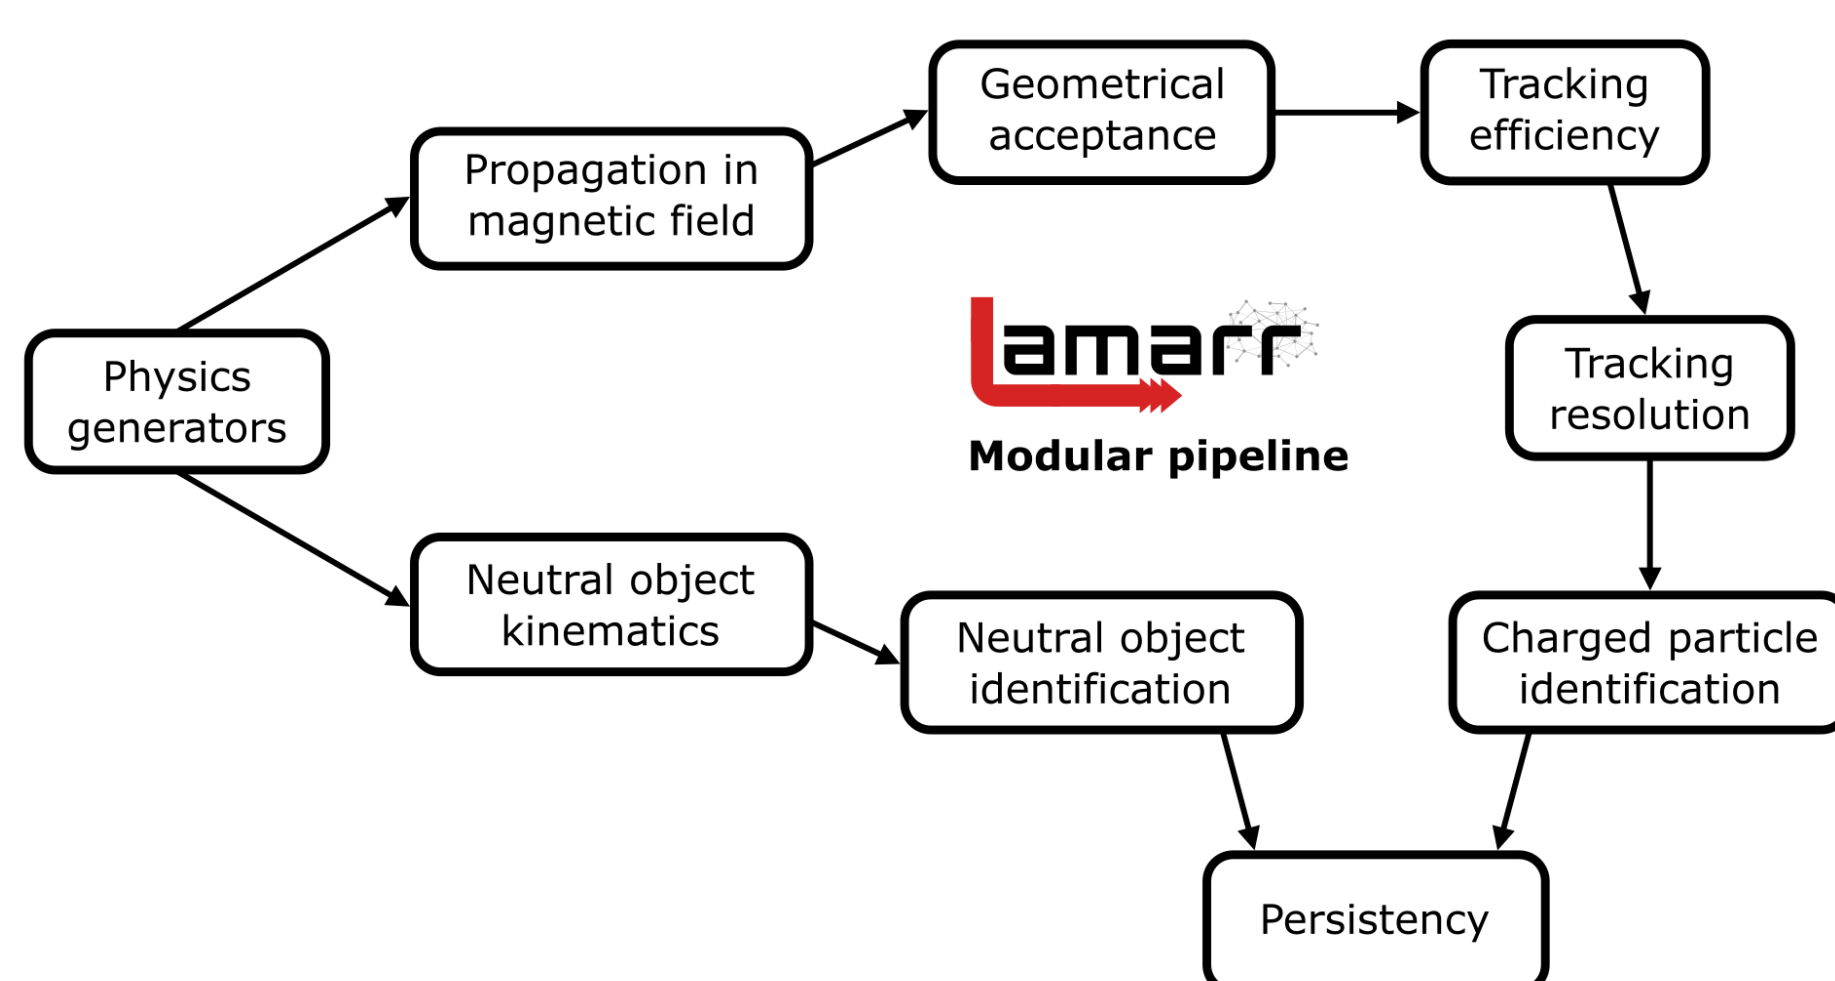 Geometrical
acceptance
Tracking
efficiency
Propagation in
magnetic field
Physics
generators
Lamarr
Modular pipeline
Tracking
resolution
Neutral object
kinematics
Neutral object
identification
Charged particle
identification
Persistency